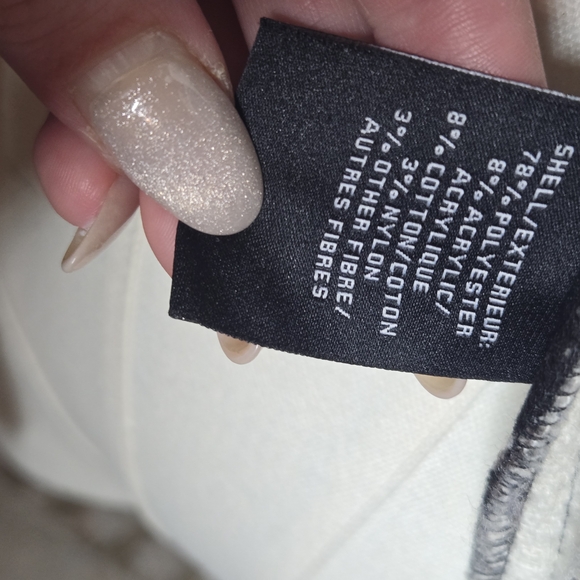 SHELL/EXTERIEUR:
78% POLYESTER
8% ACRYLIC/
ACRYLIQUE
8% COTTON/COTON
3% NYLON
3% OTHER FIBRE/
AUTRES FIBRES